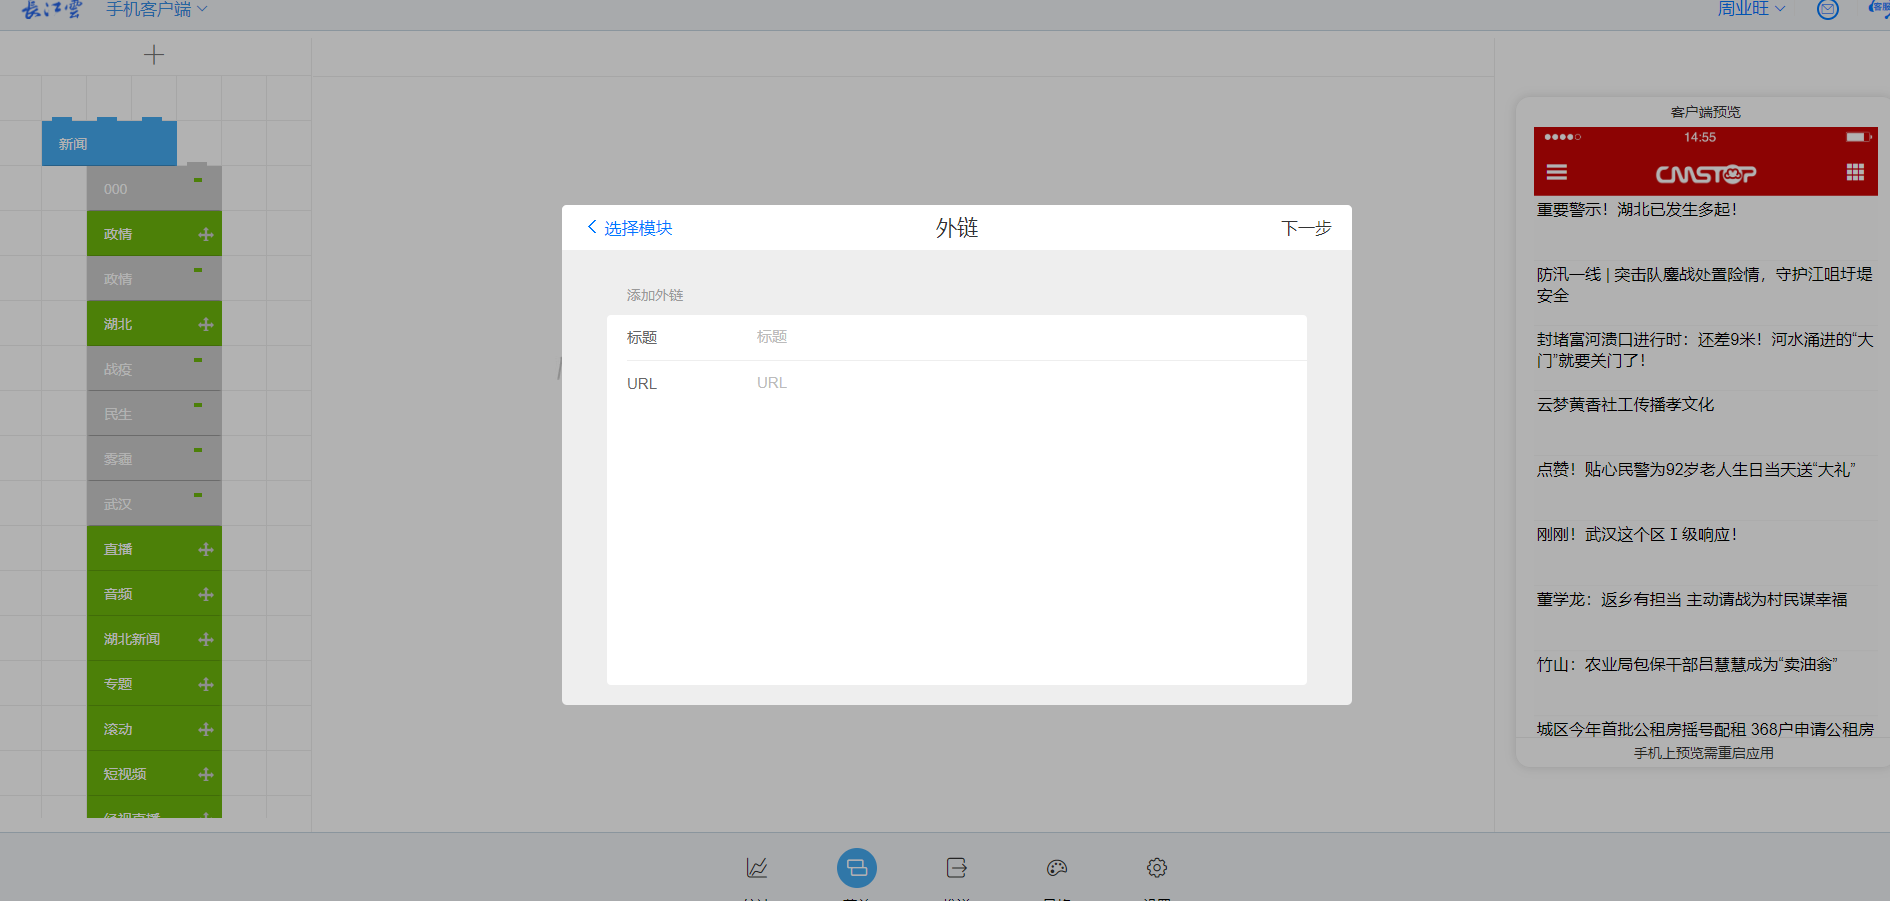 長江雲
手机客户端
周业旺
客服
新闻
000
政情
政情
湖北
战疫
民生
雾霾
武汉
直播
音频
湖北新闻
专题
滚动
短视频
经视直播
选择模块
外链
下一步
添加外链
标题
标题
URL
URL
客户端预览
14:55
CMSTOP
重要警示！湖北已发生多起！
防汛一线 | 突击队鏖战处置险情，守护江咀圩堤
安全
封堵富河溃口进行时：还差9米！河水涌进的“大
门”就要关门了！
云梦黄香社工传播孝文化
点赞！贴心民警为92岁老人生日当天送“大礼”
刚刚！武汉这个区Ⅰ级响应！
董学龙：返乡有担当 主动请战为村民谋幸福
竹山：农业局包保干部吕慧慧成为“卖油翁”
城区今年首批公租房摇号配租 368户申请公租房
手机上预览需重启应用